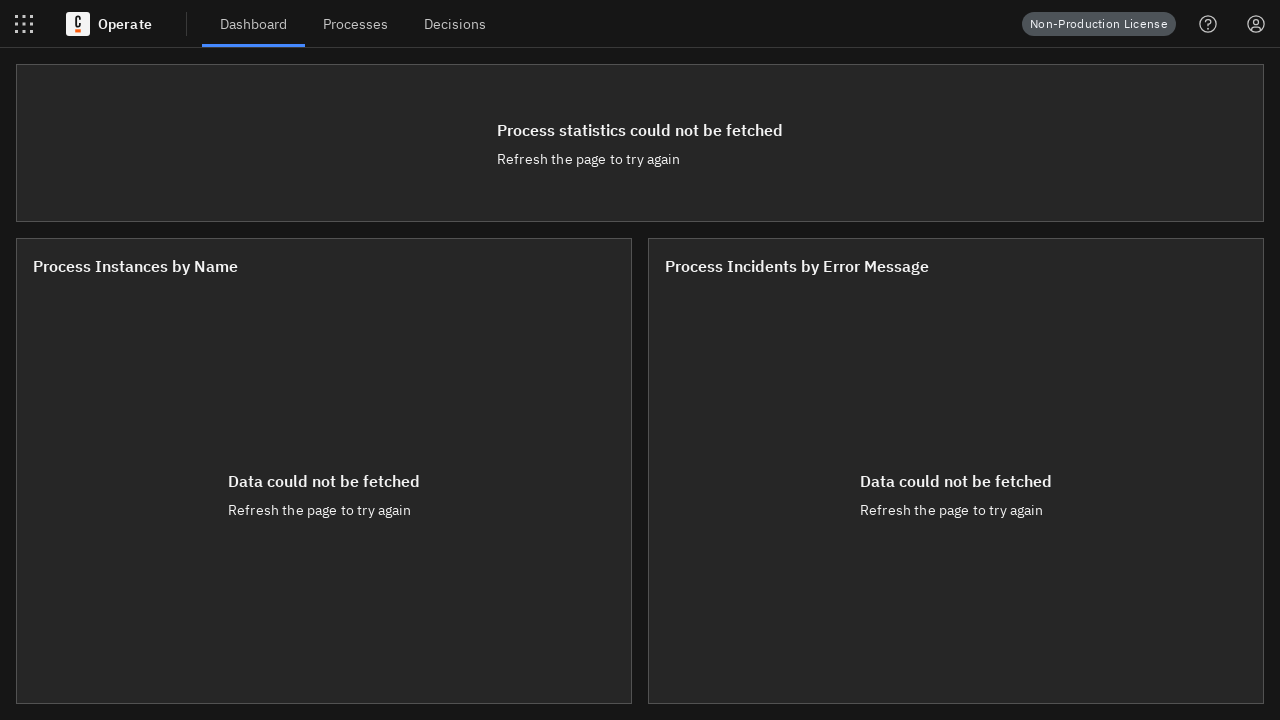 Operate
Dashboard
Processes
Decisions
Non-Production License
Process statistics could not be fetched
Refresh the page to try again
Process Instances by Name
Data could not be fetched
Refresh the page to try again
Process Incidents by Error Message
Data could not be fetched
Refresh the page to try again